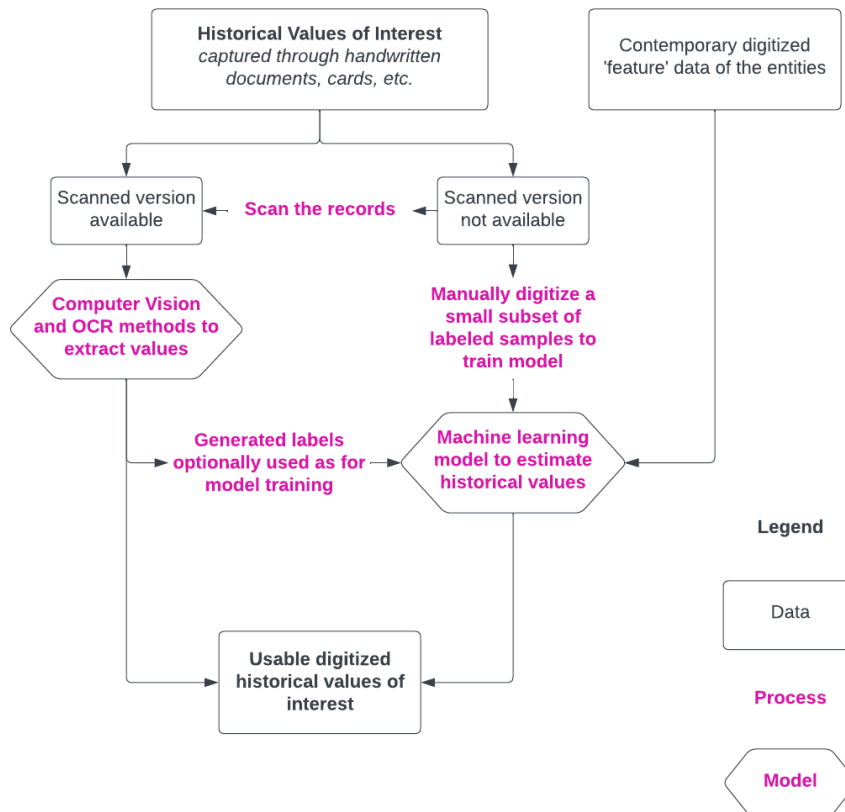 Historical Values of Interest
captured through handwritten
documents, cards, etc.
Contemporary digitized
'feature' data of the entities
Scanned version
available
Scan the records
Scanned version
not available
Computer Vision
and OCR methods to
extract values
Manually digitize a
small subset of
labeled samples to
train model
Generated labels
optionally used as for
model training
Machine learning
model to estimate
historical values
Legend
Data
Usable digitized
historical values of
interest
Process
Model